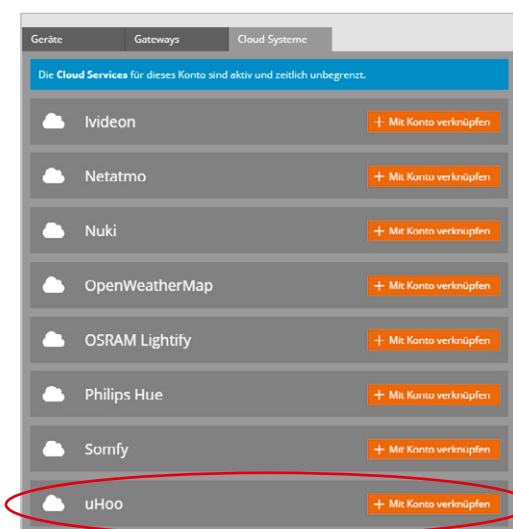 Geräte Gateways Cloud Systeme
Die Cloud Services für dieses Konto sind aktiv und zeitlich unbegrenzt.
Ivideon + Mit Konto verknüpfen
Netatmo + Mit Konto verknüpfen
Nuki + Mit Konto verknüpfen
OpenWeatherMap + Mit Konto verknüpfen
OSRAM Lightify + Mit Konto verknüpfen
Philips Hue + Mit Konto verknüpfen
Somfy + Mit Konto verknüpfen
uHoo + Mit Konto verknüpfen